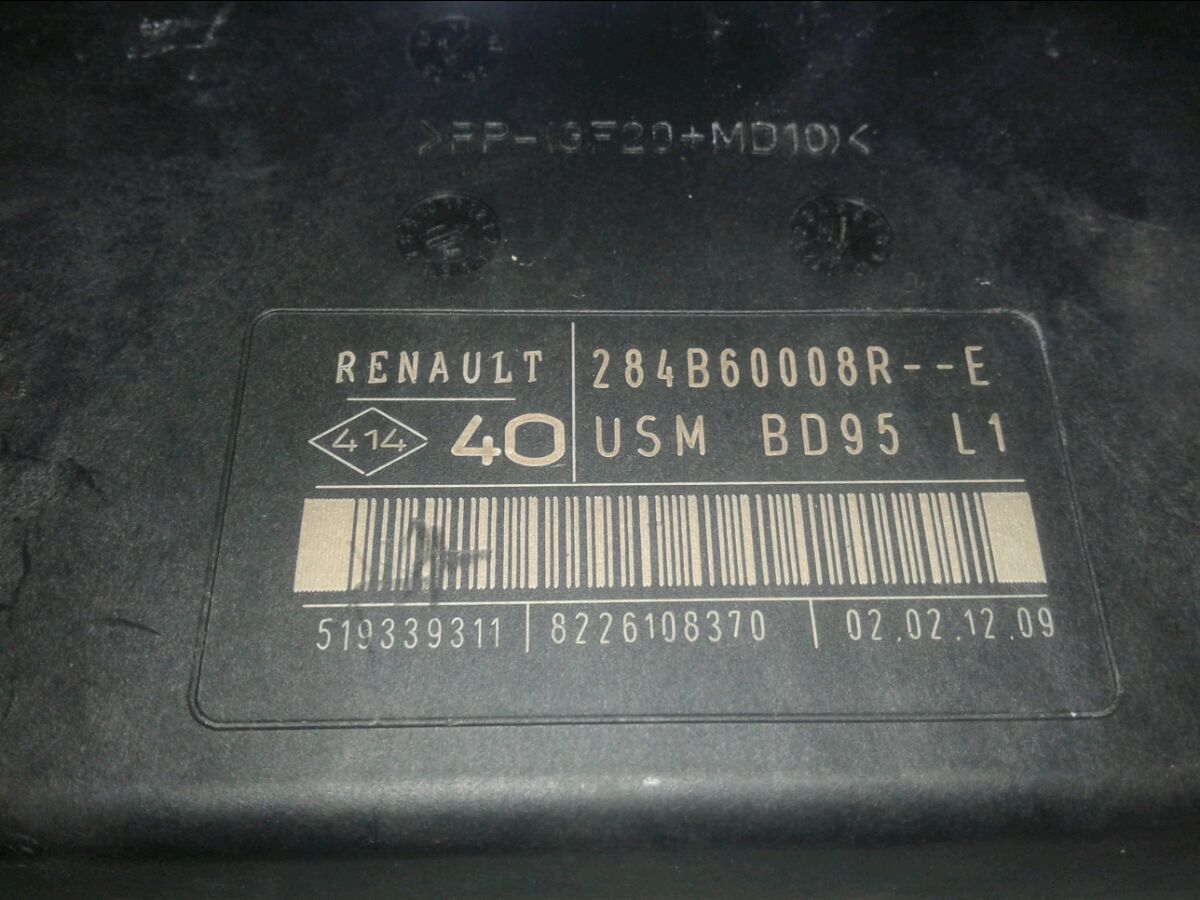 >PP-(GF20+MD10)<
RENAULT
284B60008R--E
414
40
USM BD95 L1
519339311
8226108370
02.02.12.09